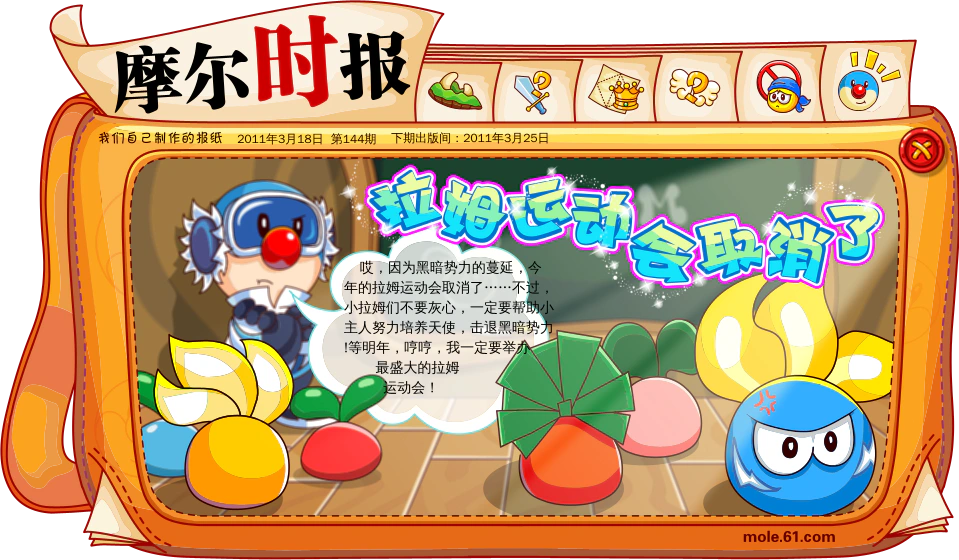 摩尔时报
我们自己制作的报纸 2011年3月18日 第144期 下期出版间：2011年3月25日
拉姆运动会取消了
哎，因为黑暗势力的蔓延，今
年的拉姆运动会取消了……不过，
小拉姆们不要灰心，一定要帮助小
主人努力培养天使，击退黑暗势力
!等明年，哼哼，我一定要举办
最盛大的拉姆
运动会！
mole.61.com